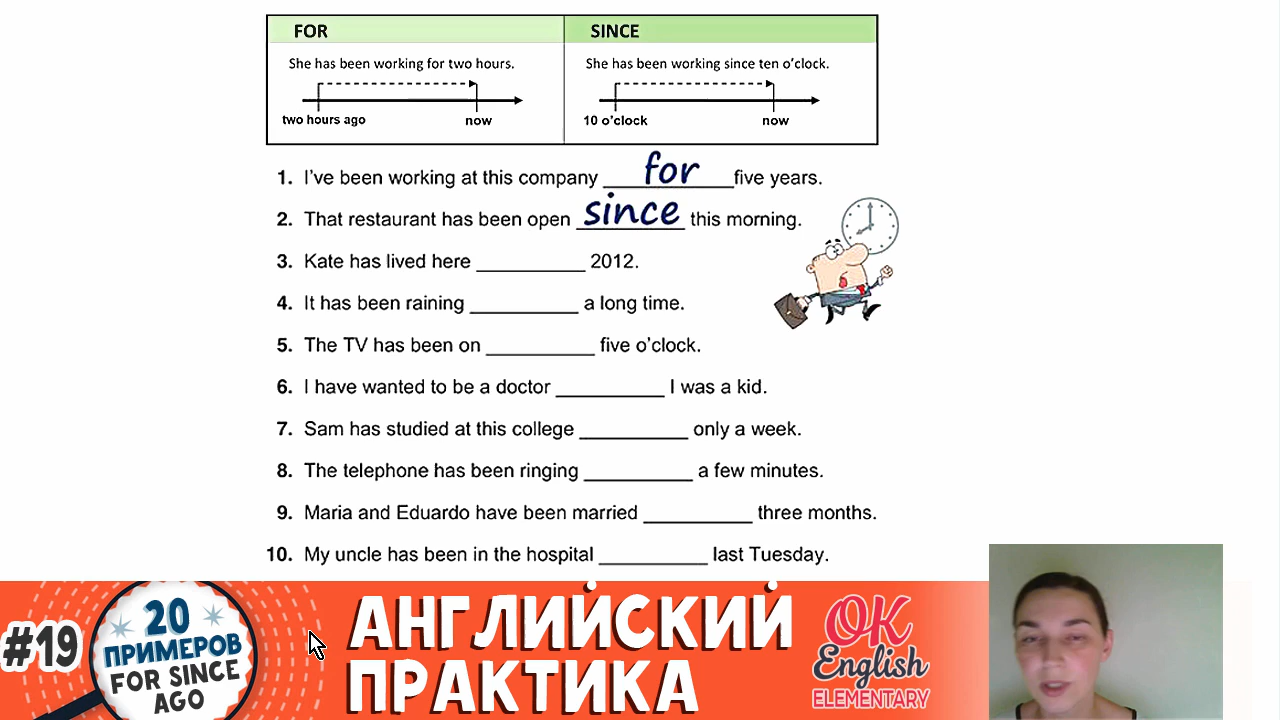 FOR SINCE
She has been working for two hours. She has been working since ten o'clock.
two hours ago now 10 o'clock now
1. I've been working at this company for five years.
2. That restaurant has been open since this morning.
3. Kate has lived here __________ 2012.
4. It has been raining __________ a long time.
5. The TV has been on __________ five o'clock.
6. I have wanted to be a doctor __________ I was a kid.
7. Sam has studied at this college __________ only a week.
8. The telephone has been ringing __________ a few minutes.
9. Maria and Eduardo have been married __________ three months.
10. My uncle has been in the hospital __________ last Tuesday.
#19
20
ПРИМЕРОВ
FOR SINCE
AGO
АНГЛИЙСКИЙ
ПРАКТИКА
OK
English
ELEMENTARY